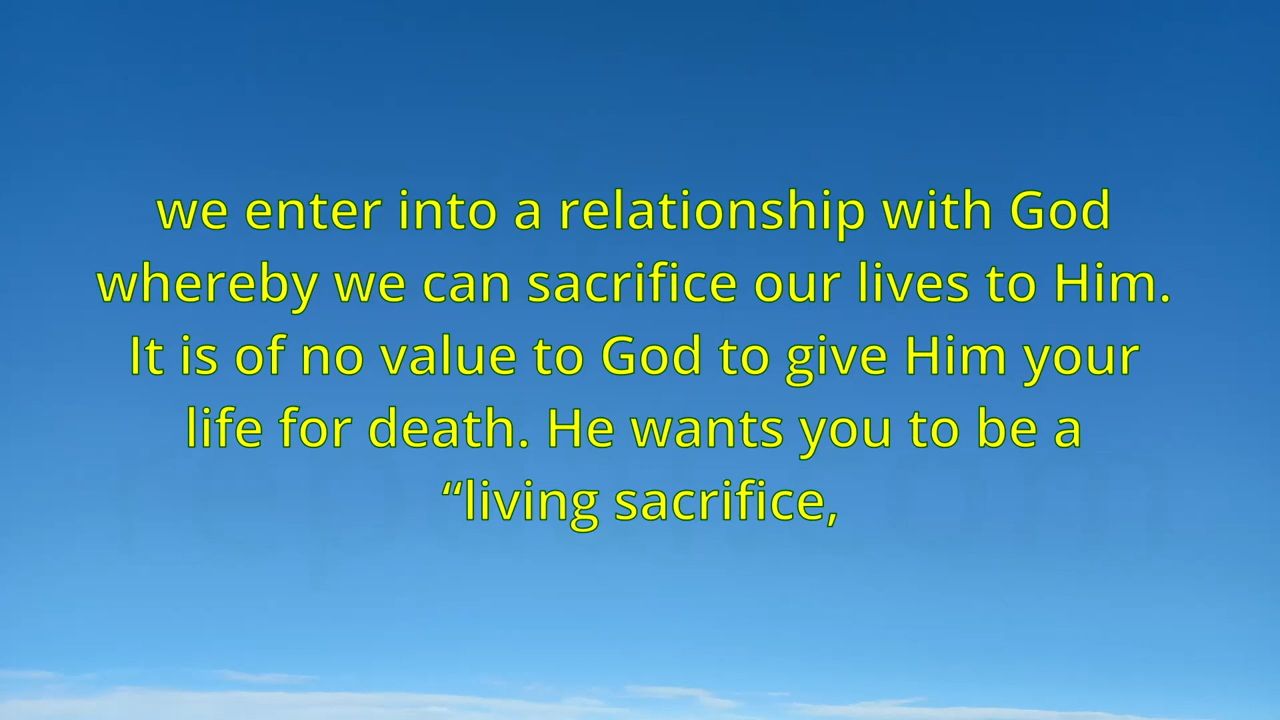 we enter into a relationship with God
whereby we can sacrifice our lives to Him.
It is of no value to God to give Him your
life for death. He wants you to be a
“living sacrifice,